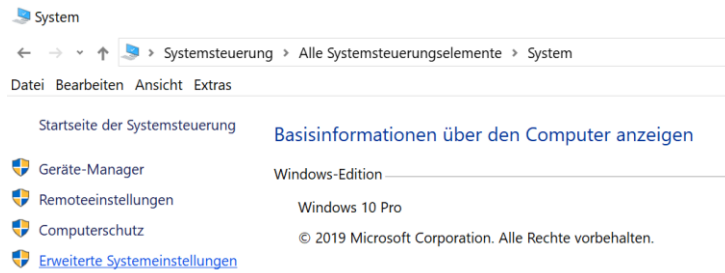 System
Systemsteuerung > Alle Systemsteuerungselemente > System
Datei Bearbeiten Ansicht Extras
Startseite der Systemsteuerung
Geräte-Manager
Remoteeinstellungen
Computerschutz
Erweiterte Systemeinstellungen
Basisinformationen über den Computer anzeigen
Windows-Edition
Windows 10 Pro
© 2019 Microsoft Corporation. Alle Rechte vorbehalten.